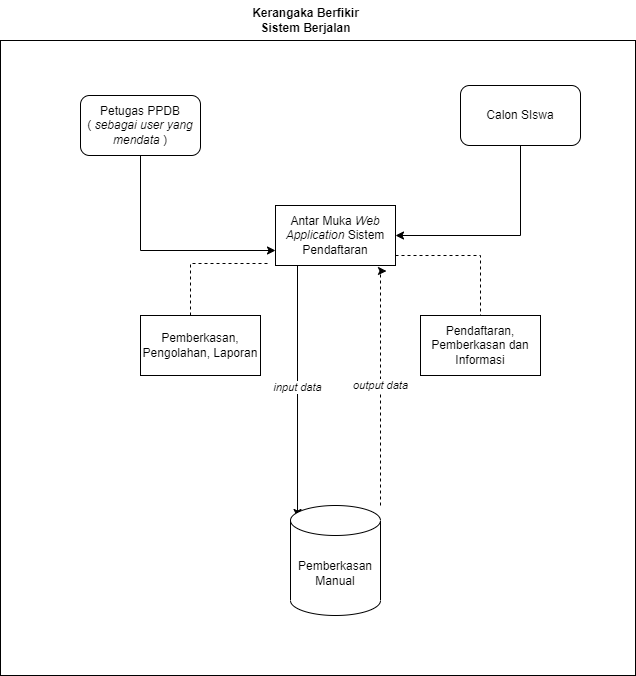 Kerangaka Berfikir
Sistem Berjalan
Petugas PPDB
( sebagai user yang
mendata )
Calon SIswa
Antar Muka Web
Application Sistem
Pendaftaran
Pemberkasan,
Pengolahan, Laporan
Pendaftaran,
Pemberkasan dan
Informasi
input data
output data
Pemberkasan
Manual